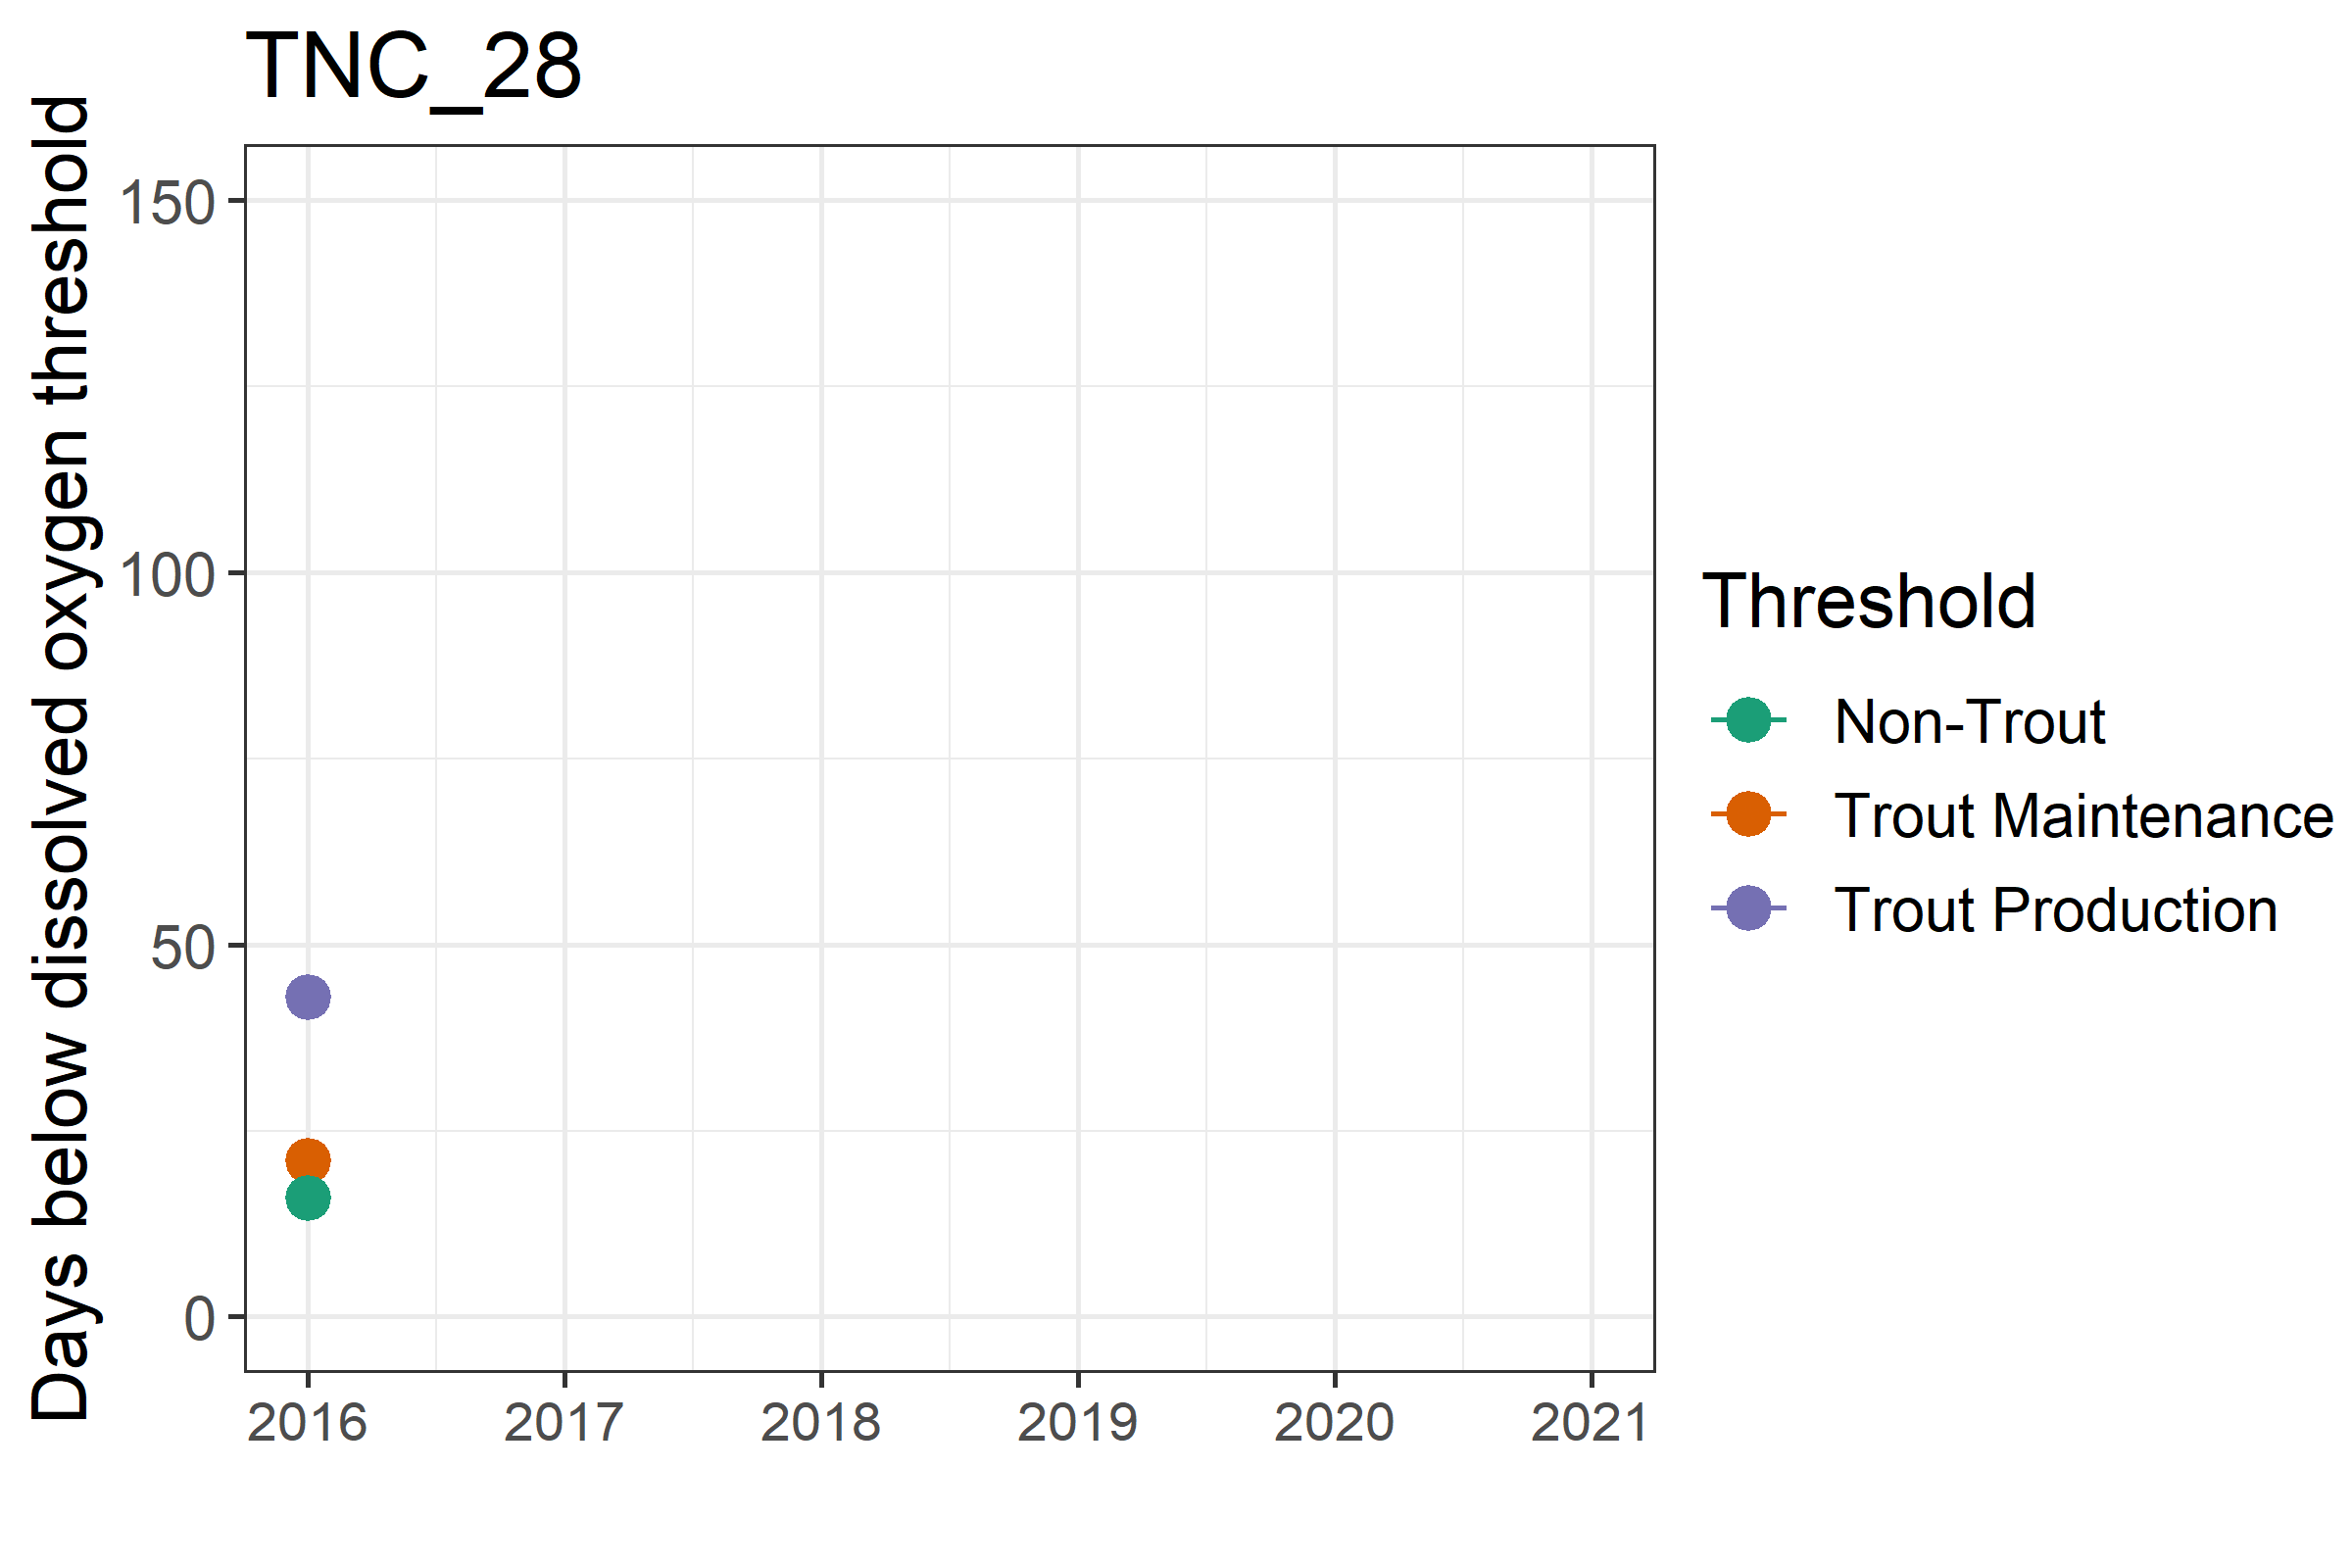 TNC_28
Days below dissolved oxygen threshold
150
100
50
0
2016 2017 2018 2019 2020 2021
Threshold
Non-Trout
Trout Maintenance
Trout Production